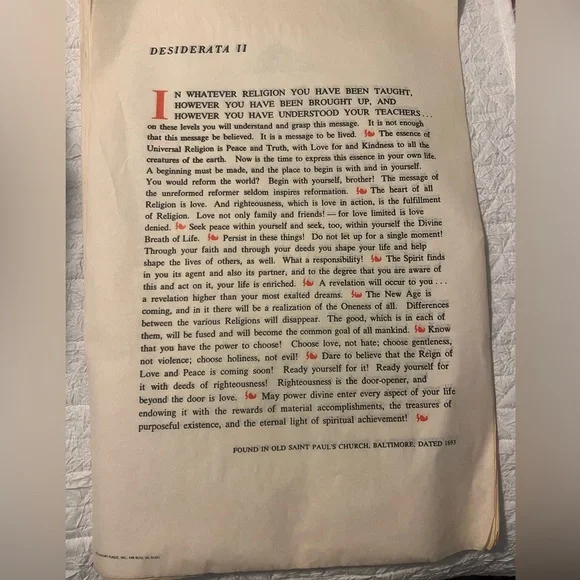 DESIDERATA II
IN WHATEVER RELIGION YOU HAVE BEEN TAUGHT,
HOWEVER YOU HAVE BEEN BROUGHT UP, AND
HOWEVER YOU HAVE UNDERSTOOD YOUR TEACHERS...
on these levels you will understand and grasp this message. It is not enough
that this message be believed. It is a message to be lived. The essence of
Universal Religion is Peace and Truth, with Love for and Kindness to all the
creatures of the earth. Now is the time to express this essence in your own life.
A beginning must be made, and the place to begin is with and in yourself.
You would reform the world? Begin with yourself, brother! The message of
the unreformed reformer seldom inspires reformation. The heart of all
Religion is love. And righteousness, which is love in action, is the fulfillment
of Religion. Love not only family and friends! — for love limited is love
denied. Seek peace within yourself and seek, too, within yourself the Divine
Breath of Life. Persist in these things! Do not let up for a single moment!
Through your faith and through your deeds you shape your life and help
shape the lives of others, as well. What a responsibility! The Spirit finds
in you its agent and also its partner, and to the degree that you are aware of
this and act on it, your life is enriched. A revelation will occur to you...
a revelation higher than your most exalted dreams. The New Age is
coming, and in it there will be a realization of the Oneness of all. Differences
between the various Religions will disappear. The good, which is in each of
them, will be fused and will become the common goal of all mankind. Know
that you have the power to choose! Choose love, not hate; choose gentleness,
not violence; choose holiness, not evil! Dare to believe that the Reign of
Love and Peace is coming soon! Ready yourself for it! Ready yourself for
it with deeds of righteousness! Righteousness is the door-opener, and
beyond the door is love. May power divine enter every aspect of your life
endowing it with the rewards of material accomplishments, the treasures of
purposeful existence, and the eternal light of spiritual achievement!
FOUND IN OLD SAINT PAUL'S CHURCH, BALTIMORE; DATED 1693